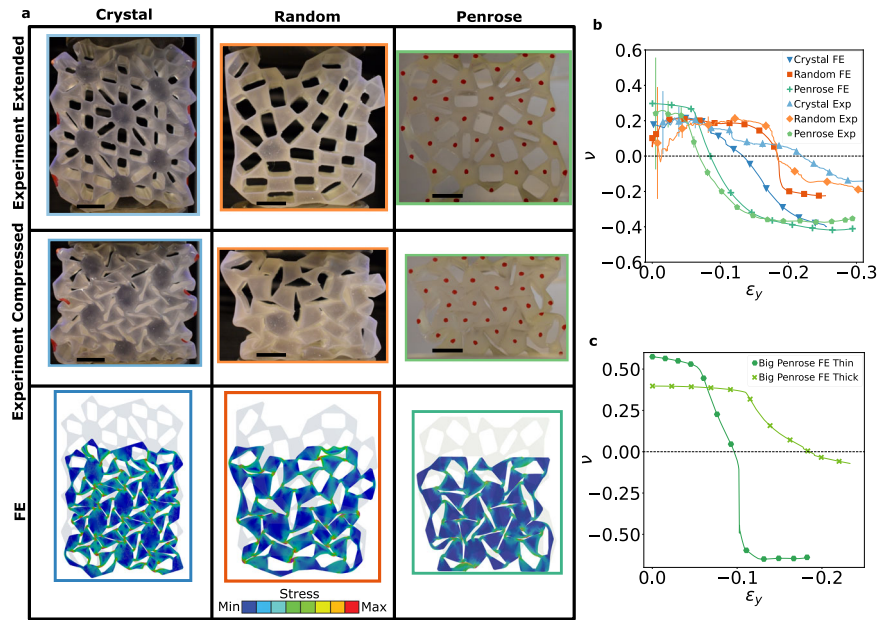 a
Crystal
Random
Penrose
Experiment Extended
Experiment Compressed
FE
Stress
Min
Max
b
0.6
0.4
0.2
0.0
−0.2
−0.4
−0.6
ν
Crystal FE
Random FE
Penrose FE
Crystal Exp
Random Exp
Penrose Exp
0.0
−0.1
−0.2
−0.3
εy
c
0.50
0.25
0.00
−0.25
−0.50
ν
Big Penrose FE Thin
Big Penrose FE Thick
0.0
−0.1
−0.2
εy